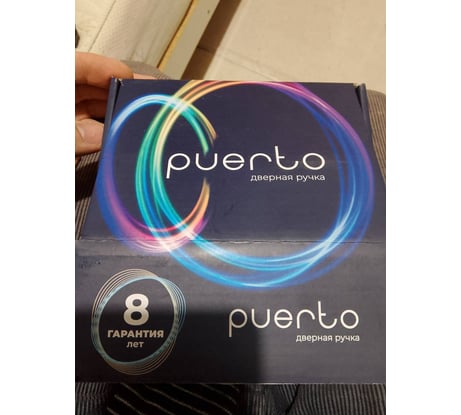 puerto
дверная ручка
8
ГАРАНТИЯ
лет
puerto
дверная ручка